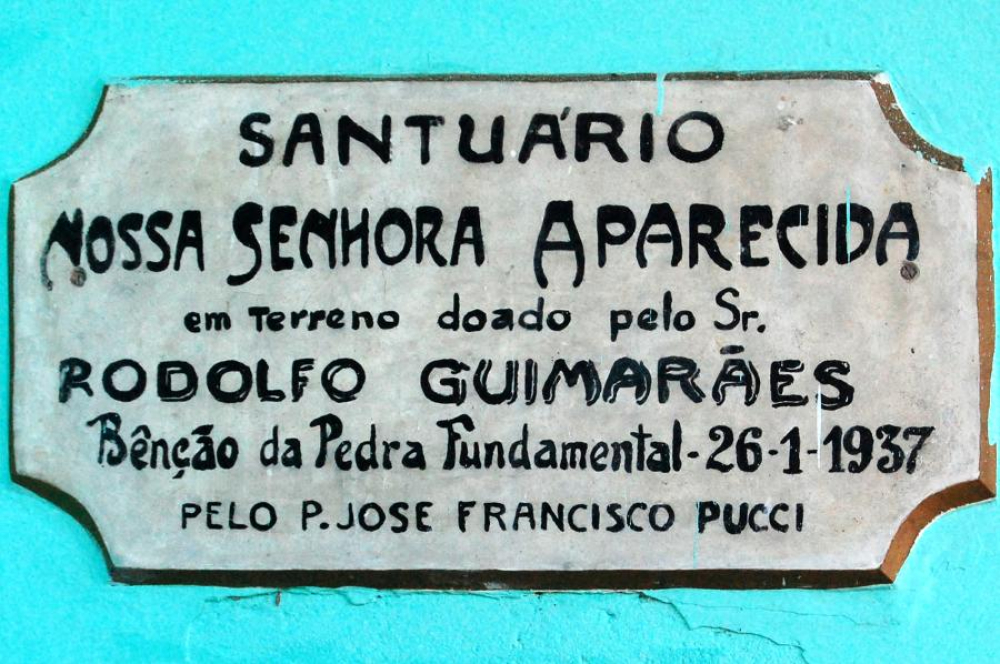 SANTUÁRIO
NOSSA SENHORA APARECIDA
em Terreno doado pelo Sr.
RODOLFO GUIMARÃES
Bênção da Pedra Fundamental-26-1-1937
PELO P. JOSE FRANCISCO PUCCI